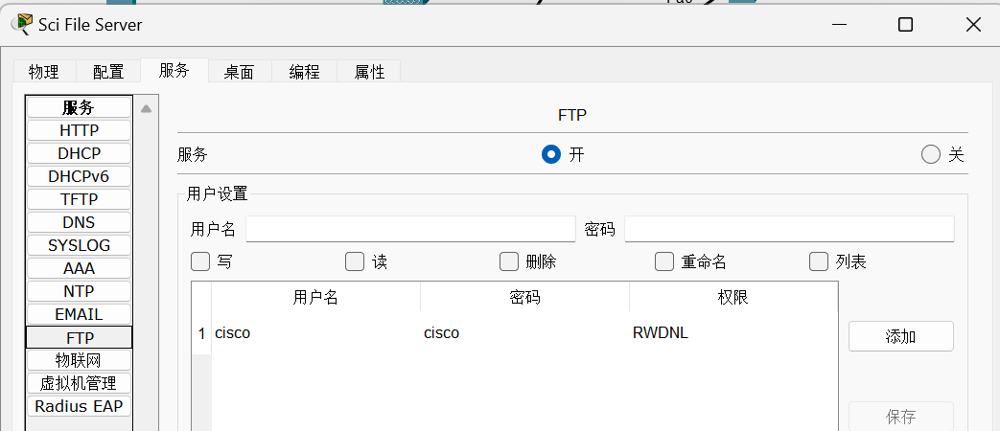 Sci File Server
物理 配置 服务 桌面 编程 属性
服务
HTTP
DHCP
DHCPv6
TFTP
DNS
SYSLOG
AAA
NTP
EMAIL
FTP
物联网
虚拟机管理
Radius EAP
FTP
服务 开 关
用户设置
用户名 密码
写 读 删除 重命名 列表
用户名 密码 权限
1 cisco cisco RWDNL
添加
保存